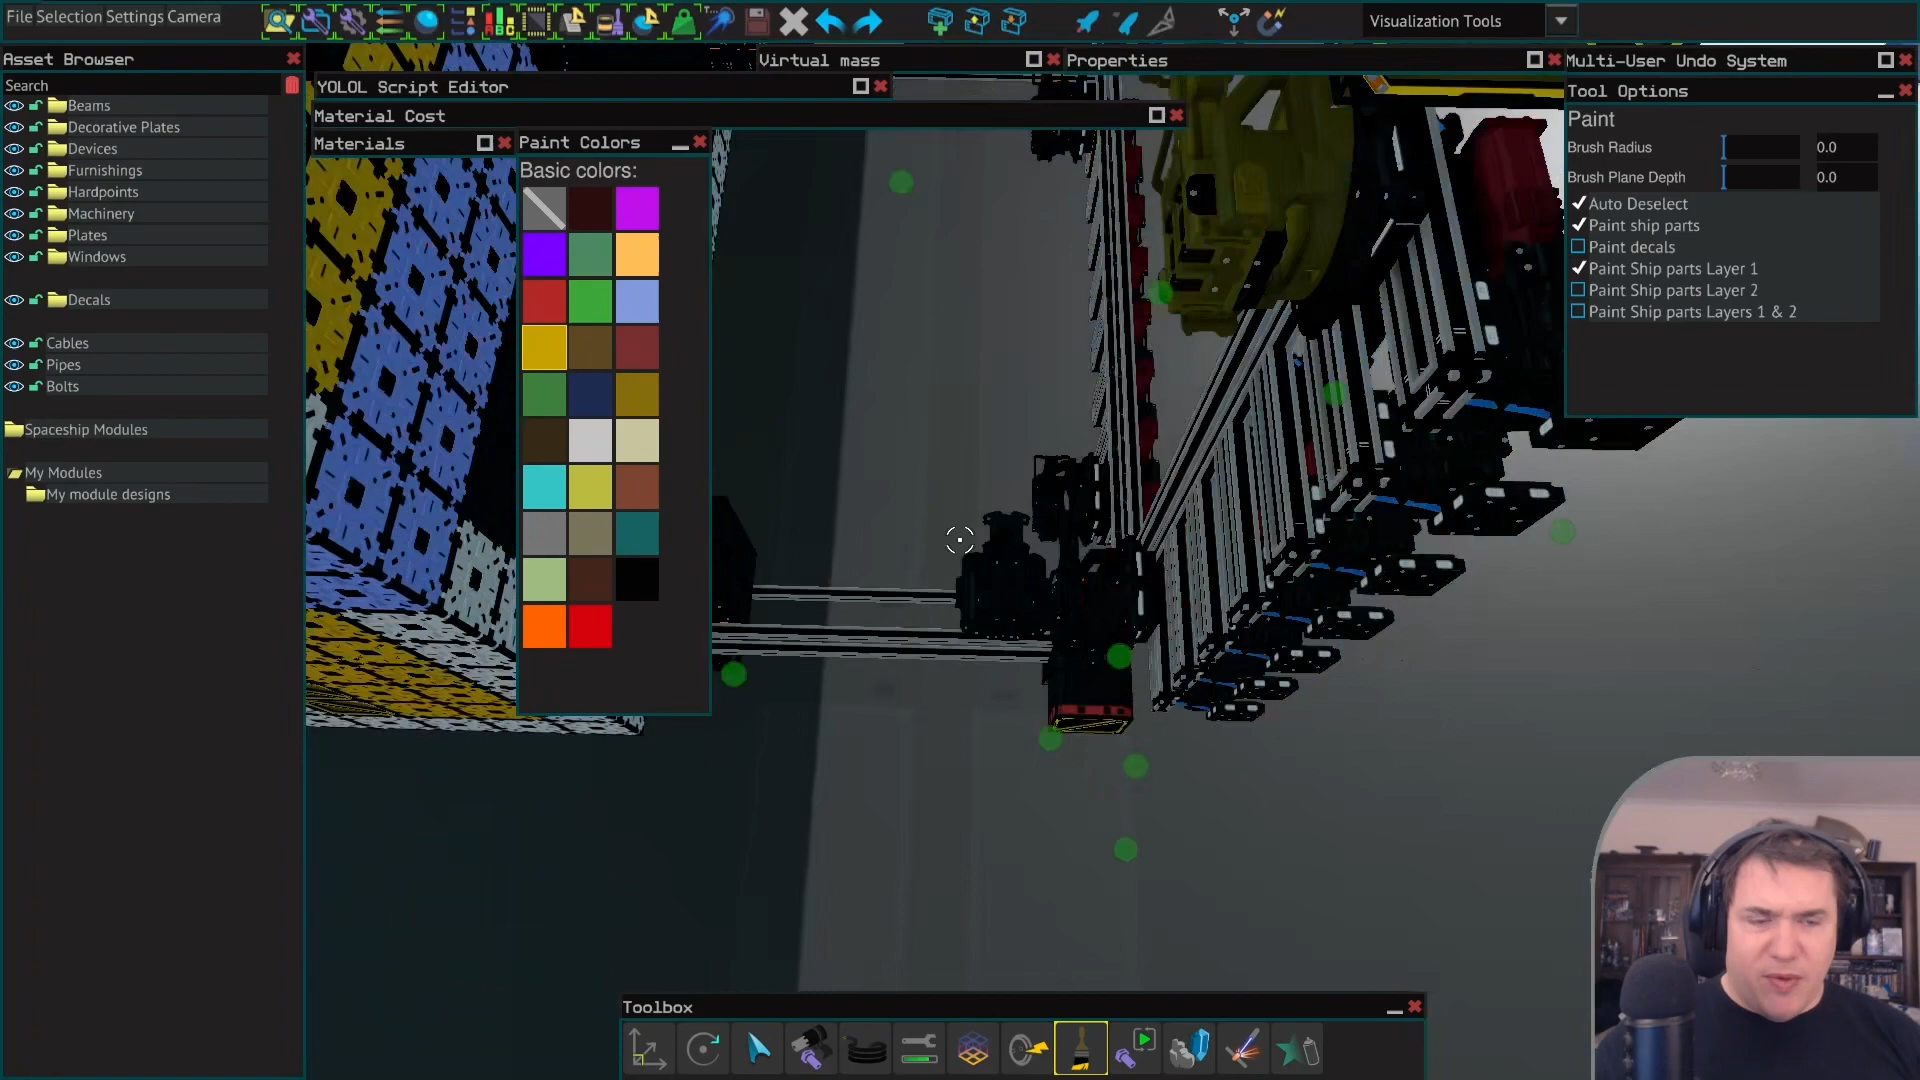 File Selection Settings Camera
Visualization Tools
Asset Browser
Virtual mass
Properties
Multi-User Undo System
Search
YOLOL Script Editor
Tool Options
Beams
Material Cost
Paint
Decorative Plates
Materials
Paint Colors
Brush Radius
0.0
Devices
Basic colors:
Brush Plane Depth
0.0
Furnishings
Auto Deselect
Hardpoints
Paint ship parts
Machinery
Paint decals
Plates
Paint Ship parts Layer 1
Windows
Paint Ship parts Layer 2
Decals
Paint Ship parts Layers 1 & 2
Cables
Pipes
Bolts
Spaceship Modules
My Modules
My module designs
Toolbox
ABC